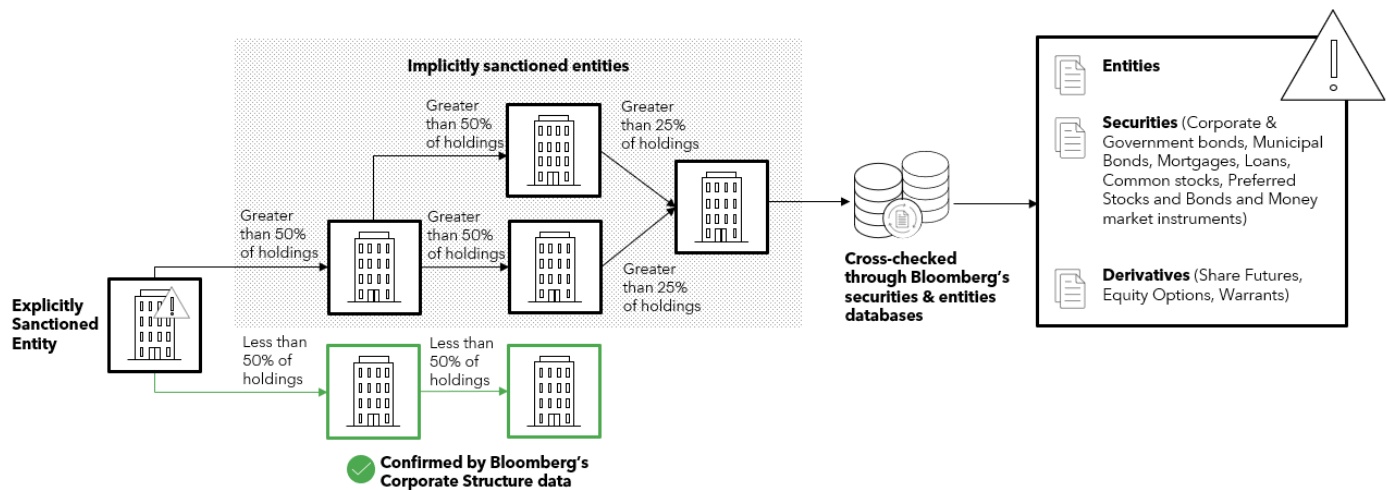 Implicitly sanctioned entities
Greater
than 50%
of holdings
Greater
than 25%
of holdings
Greater
than 50%
of holdings
Greater
than 50%
of holdings
Greater
than 25%
of holdings
Explicitly
Sanctioned
Entity
Less than
50% of
holdings
Less than
50% of
holdings
Confirmed by Bloomberg's
Corporate Structure data
Cross-checked
through Bloomberg's
securities & entities
databases
Entities
Securities (Corporate &
Government bonds, Municipal
Bonds, Mortgages, Loans,
Common stocks, Preferred
Stocks and Bonds and Money
market instruments)
Derivatives (Share Futures,
Equity Options, Warrants)